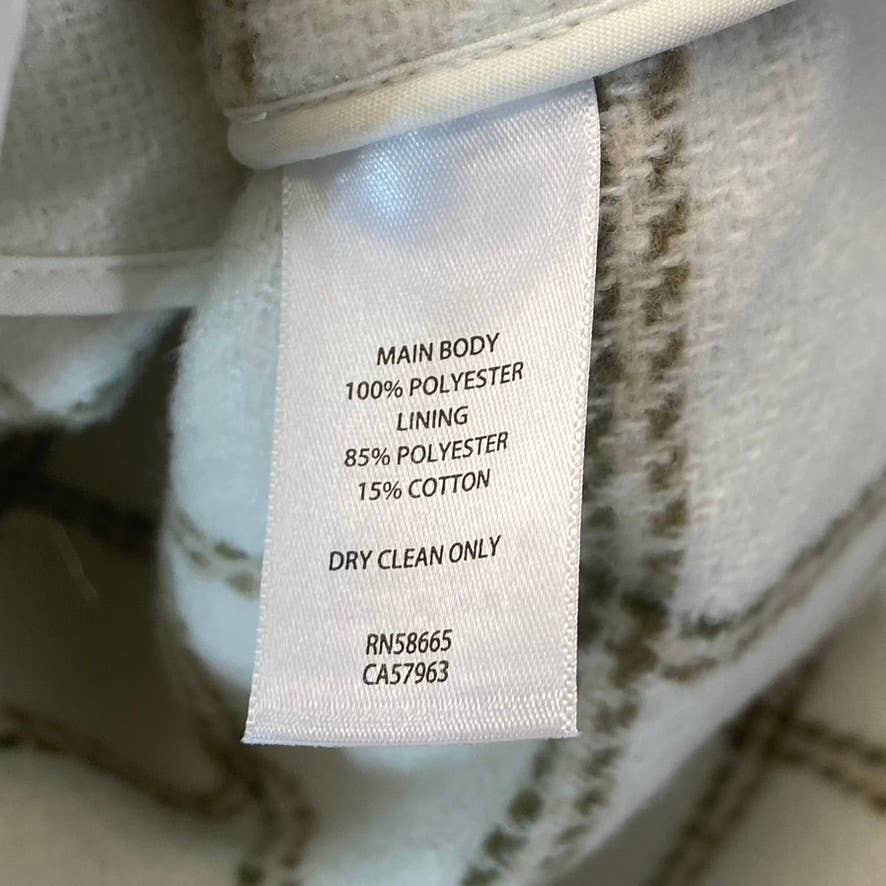 MAIN BODY
100% POLYESTER
LINING
85% POLYESTER
15% COTTON
DRY CLEAN ONLY
RN58665
CA57963